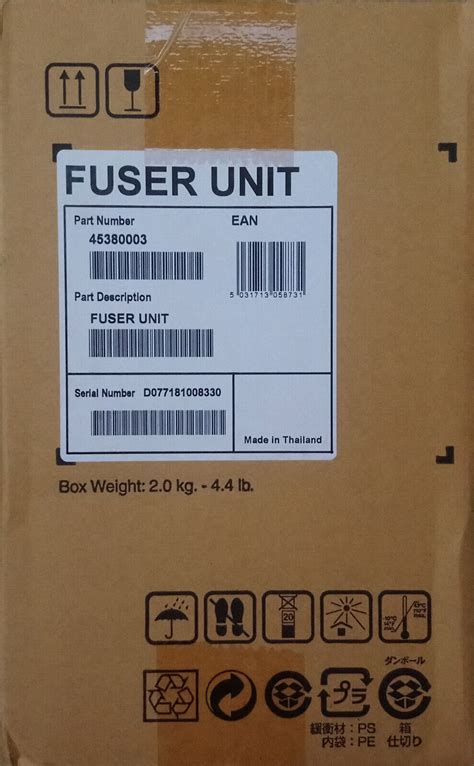 FUSER UNIT
Part Number
45380003
EAN
5 031713 058731
Part Description
FUSER UNIT
Serial Number D077181008330
Made in Thailand
Box Weight: 2.0 kg. - 4.4 lb.
20
ダンボール
プラ
緩衝材 : PS 箱
内袋 : PE 仕切り